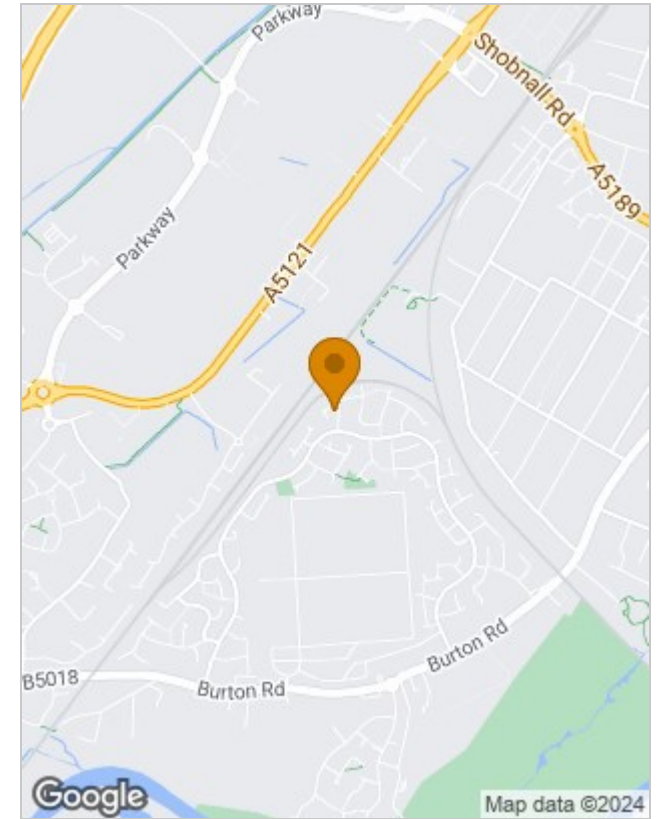 Parkway
Shobnall Rd
A5189
Parkway
A5121
B5018
Burton Rd
Burton Rd
Google
Map data ©2024